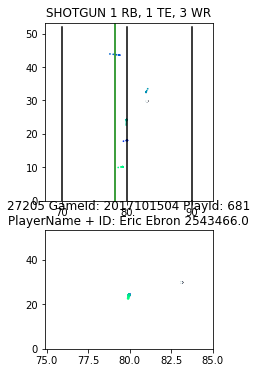 SHOTGUN 1 RB, 1 TE, 3 WR
50
40
30
20
10
0
70 80 90
27205 GameId: 2017101504 PlayId: 681
PlayerName + ID: Eric Ebron 2543466.0
40
20
0
75.0 77.5 80.0 82.5 85.0